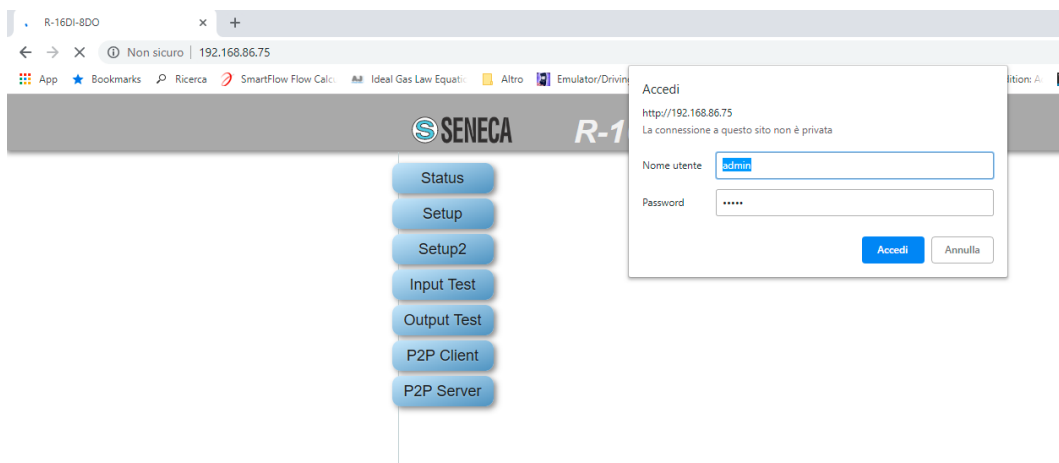 R-16DI-8DO
Non sicuro | 192.168.86.75
App Bookmarks Ricerca SmartFlow Flow Calc Ideal Gas Law Equati Altro Emulator/Driving
Accedi
http://192.168.86.75
La connessione a questo sito non è privata
Nome utente admin
Password •••••
Accedi Annulla
SENECA R-1
Status
Setup
Setup2
Input Test
Output Test
P2P Client
P2P Server